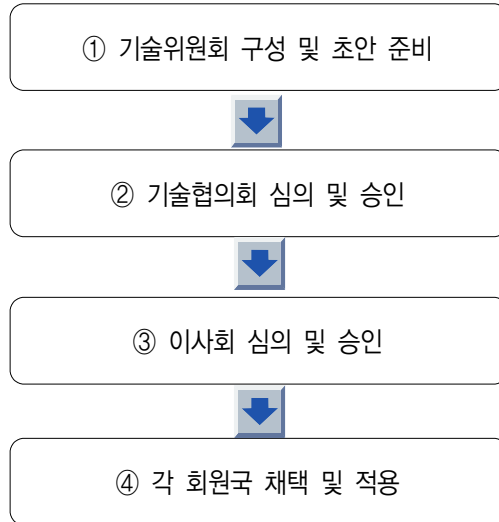 ① 기술위원회 구성 및 초안 준비
② 기술협의회 심의 및 승인
③ 이사회 심의 및 승인
④ 각 회원국 채택 및 적용